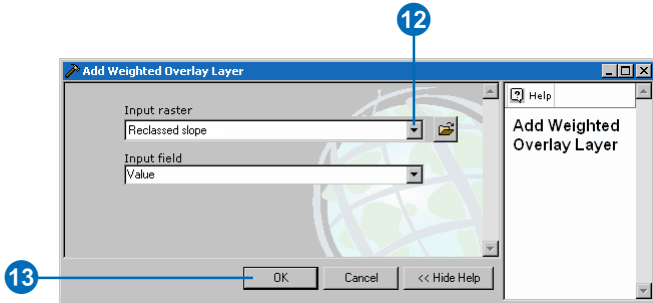 12
Add Weighted Overlay Layer
Input raster
Reclassed slope
Input field
Value
Help
Add Weighted
Overlay Layer
13
OK
Cancel
<< Hide Help